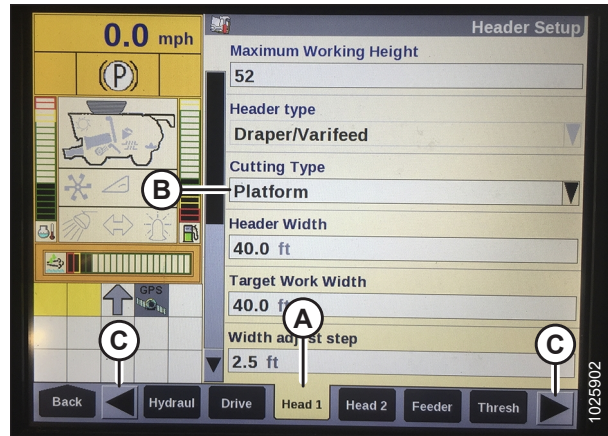 0.0 mph
(P)
GPS
Header Setup
Maximum Working Height
52
Header type
Draper/Varifeed
Cutting Type
Platform
B
Header Width
40.0 ft
Target Work Width
40.0 ft
A
Width adjust step
2.5 ft
C
C
Back
Hydraul
Drive
Head 1
Head 2
Feeder
Thresh
1025902